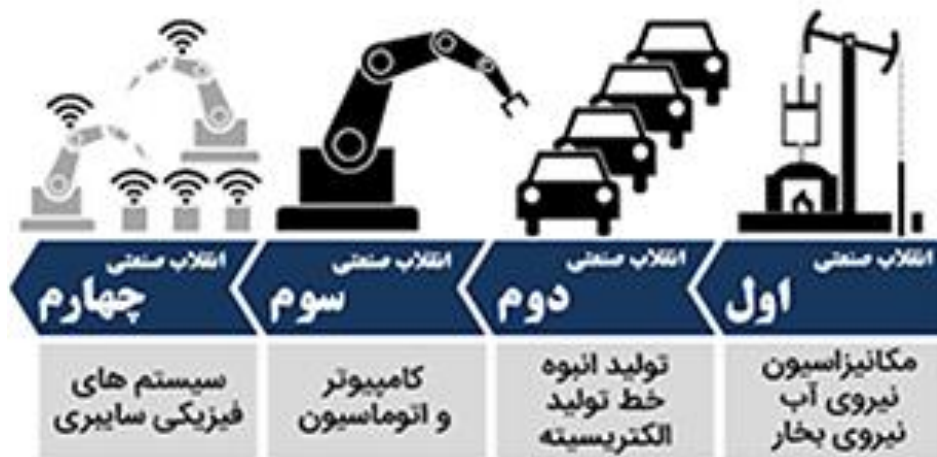 انقلاب صنعتی
اول
مکانیزاسیون
نیروی آب
نیروی بخار
انقلاب صنعتی
دوم
تولید انبوه
خط تولید
الکتریسیته
انقلاب صنعتی
سوم
کامپیوتر
و اتوماسیون
انقلاب صنعتی
چهارم
سیستم های
فیزیکی سایبری